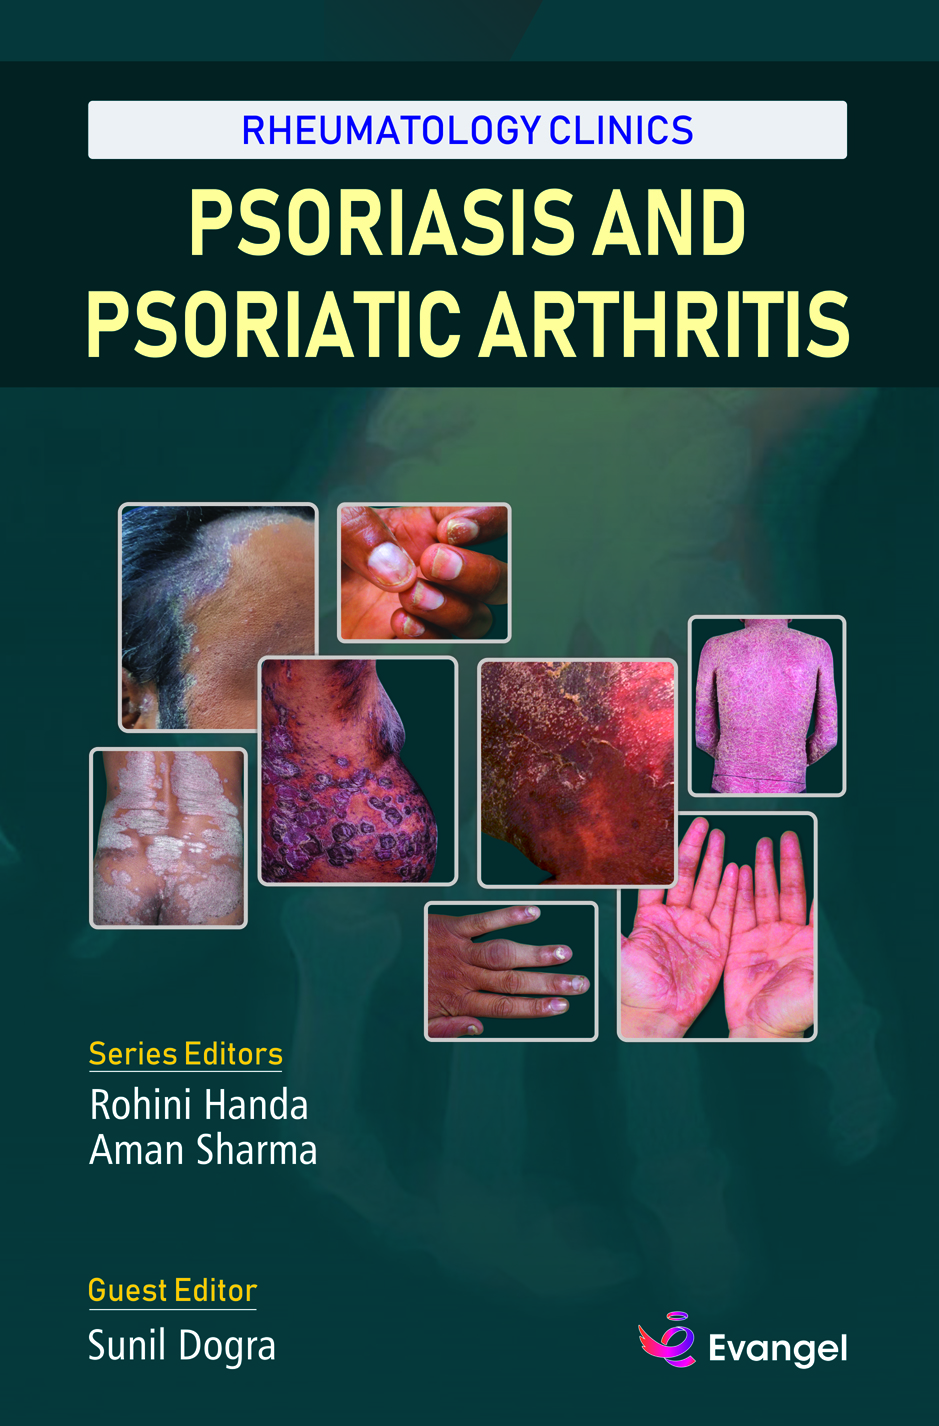 RHEUMATOLOGY CLINICS
PSORIASIS AND
PSORIATIC ARTHRITIS
Series Editors
Rohini Handa
Aman Sharma
Guest Editor
Sunil Dogra
Evangel